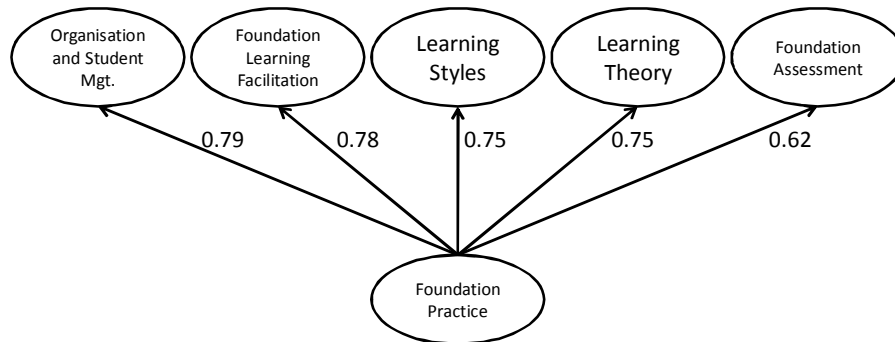 Organisation
and Student
Mgt.
Foundation
Learning
Facilitation
Learning
Styles
Learning
Theory
Foundation
Assessment
0.79
0.78
0.75
0.75
0.62
Foundation
Practice